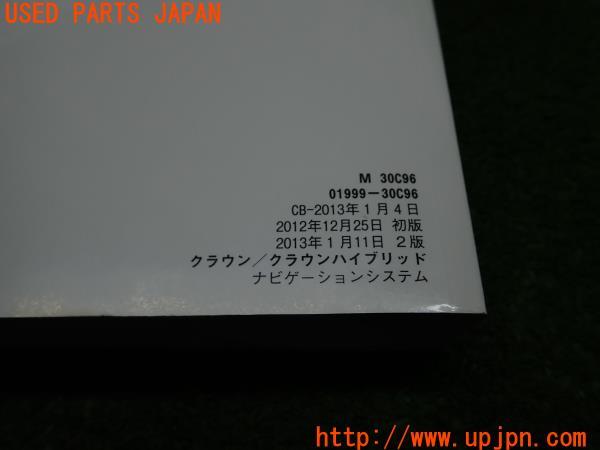 USED PARTS JAPAN
M 30C96
01999-30C96
CB-2013年1月4日
2012年12月25日 初版
2013年1月11日 2版
クラウン/クラウンハイブリッド
ナビゲーションシステム
http://www.upjpn.com/